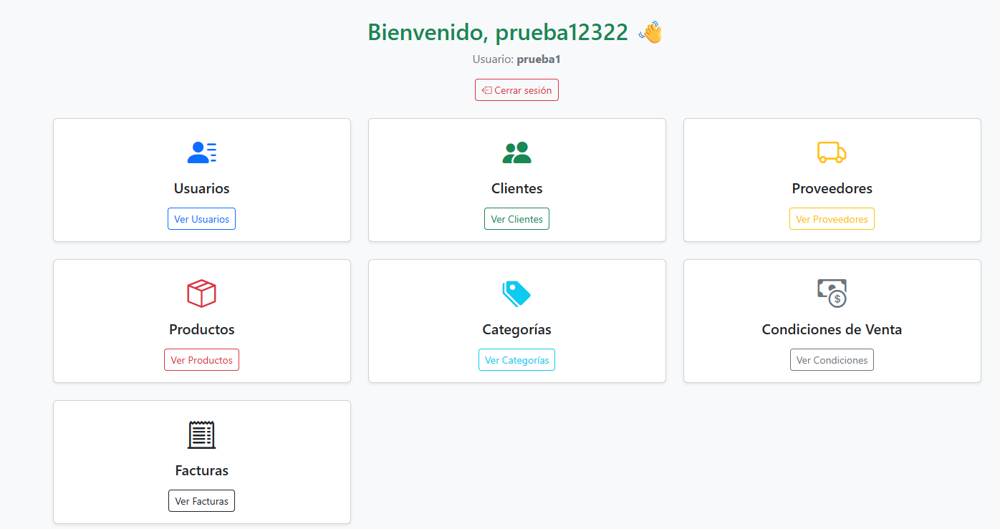 Bienvenido, prueba12322 👋
Usuario: prueba1
Cerrar sesión
Usuarios
Ver Usuarios
Clientes
Ver Clientes
Proveedores
Ver Proveedores
Productos
Ver Productos
Categorías
Ver Categorías
Condiciones de Venta
Ver Condiciones
Facturas
Ver Facturas